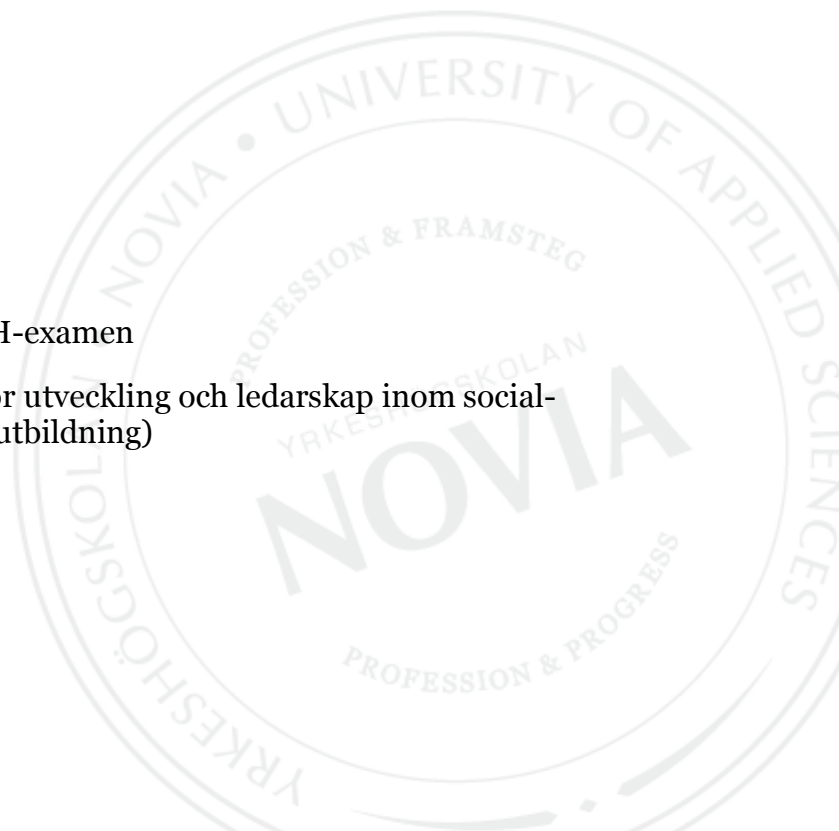 UNIVERSITY OF APPLIED SCIENCES
YRKESHÖGSKOLAN • NOVIA •
PROFESSION & FRAMSTEG
H-examen
YRKESHÖGSKOLAN
or utveckling och ledarskap inom social-
utbildning)
NOVIA
PROFESSION & PROGRESS